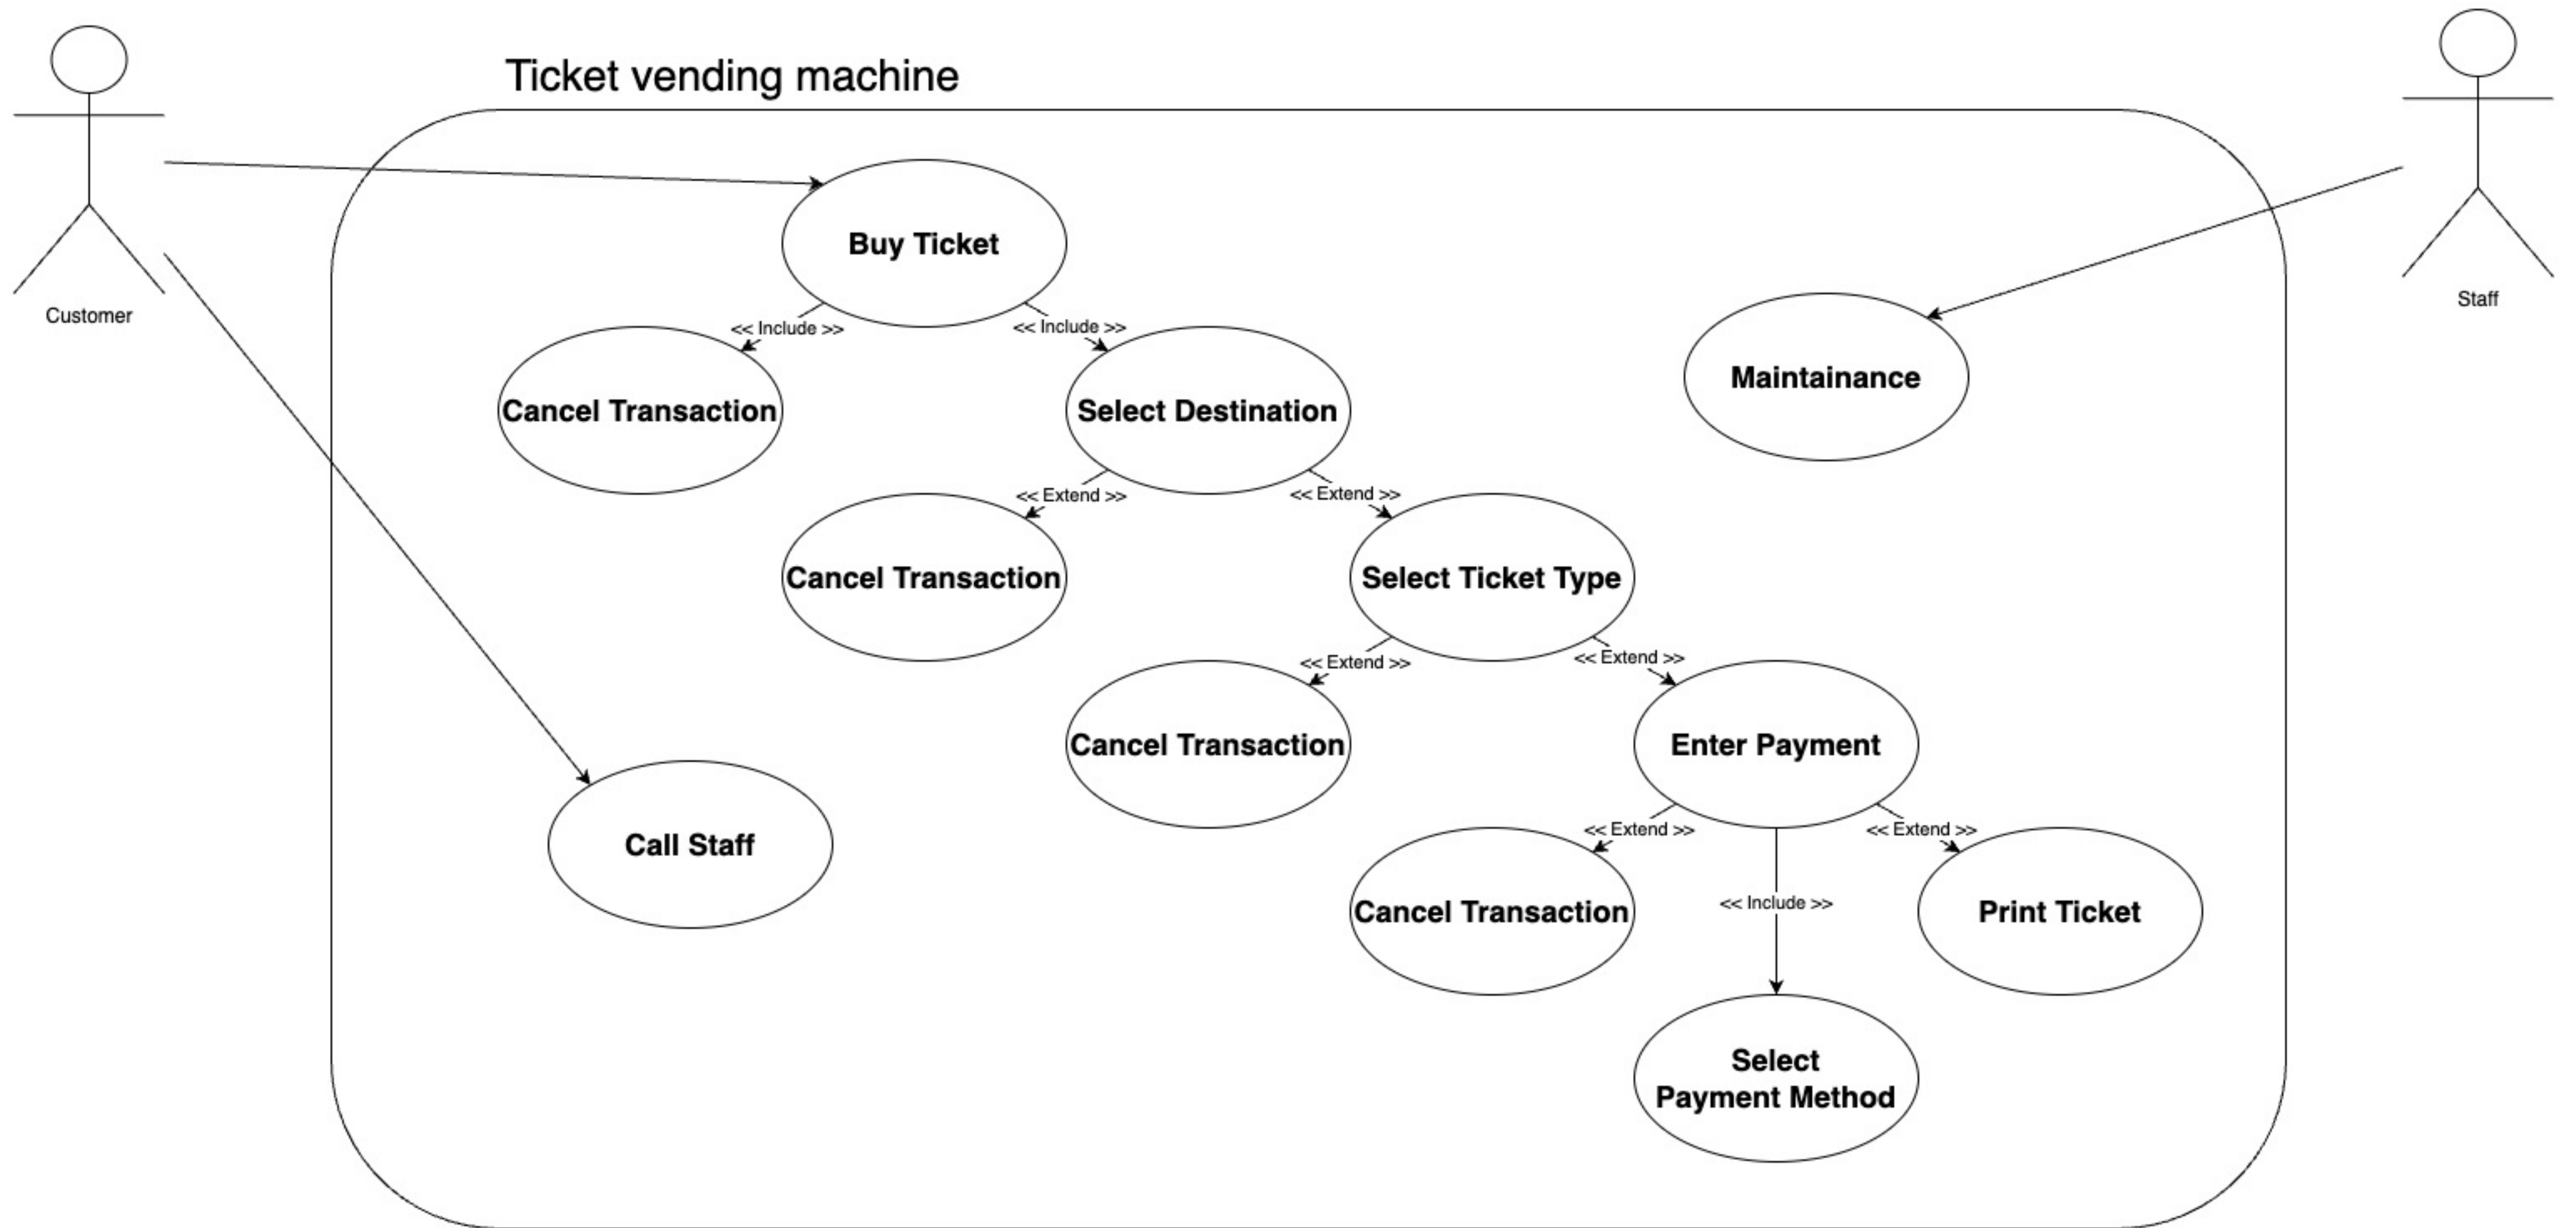 Ticket vending machine
Customer
Staff
Buy Ticket
<< Include >>
<< Include >>
Cancel Transaction
Select Destination
Maintainance
<< Extend >>
<< Extend >>
Cancel Transaction
Select Ticket Type
<< Extend >>
<< Extend >>
Cancel Transaction
Enter Payment
Call Staff
<< Extend >>
<< Extend >>
<< Include >>
Cancel Transaction
Print Ticket
Select
Payment Method